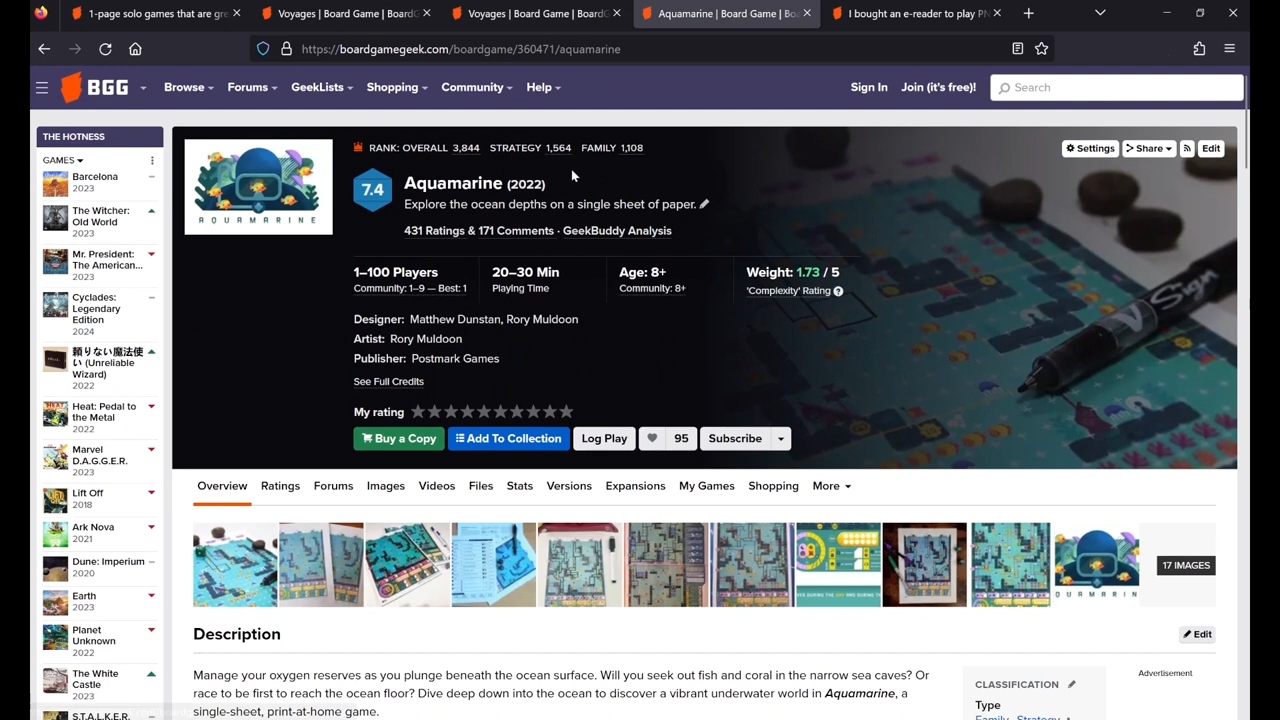 1-page solo games that are gre
Voyages | Board Game | BoardG
Voyages | Board Game | BoardG
Aquamarine | Board Game | Bo
I bought an e-reader to play PN
https://boardgamegeek.com/boardgame/360471/aquamarine
BGG
Browse
Forums
GeekLists
Shopping
Community
Help
Sign In
Join (it's free!)
Search
THE HOTNESS
GAMES
Barcelona
2023
The Witcher:
Old World
2023
Mr. President:
The American...
2023
Cyclades:
Legendary
Edition
2024
頼りない魔法使
い (Unreliable
Wizard)
2022
Heat: Pedal to
the Metal
2022
Marvel
D.A.G.G.E.R.
2023
Lift Off
2018
Ark Nova
2021
Dune: Imperium
2020
Earth
2023
Planet
Unknown
2022
The White
Castle
2023
S.T.A.L.K.E.R.
AQUAMARINE
RANK: OVERALL 3,844 STRATEGY 1,564 FAMILY 1,108
Settings
Share
Edit
7.4
Aquamarine (2022)
Explore the ocean depths on a single sheet of paper.
431 Ratings & 171 Comments · GeekBuddy Analysis
1–100 Players
Community: 1–9 — Best: 1
20-30 Min
Playing Time
Age: 8+
Community: 8+
Weight: 1.73 / 5
'Complexity' Rating
Designer: Matthew Dunstan, Rory Muldoon
Artist: Rory Muldoon
Publisher: Postmark Games
See Full Credits
My rating
Buy a Copy
Add To Collection
Log Play
95
Subscribe
Overview
Ratings
Forums
Images
Videos
Files
Stats
Versions
Expansions
My Games
Shopping
More
17 IMAGES
Description
Edit
Manage your oxygen reserves as you plunge beneath the ocean surface. Will you seek out fish and coral in the narrow sea caves? Or
race to be first to reach the ocean floor? Dive deep down into the ocean to discover a vibrant underwater world in Aquamarine, a
single-sheet, print-at-home game.
CLASSIFICATION
Type
Family, Strategy
Advertisement